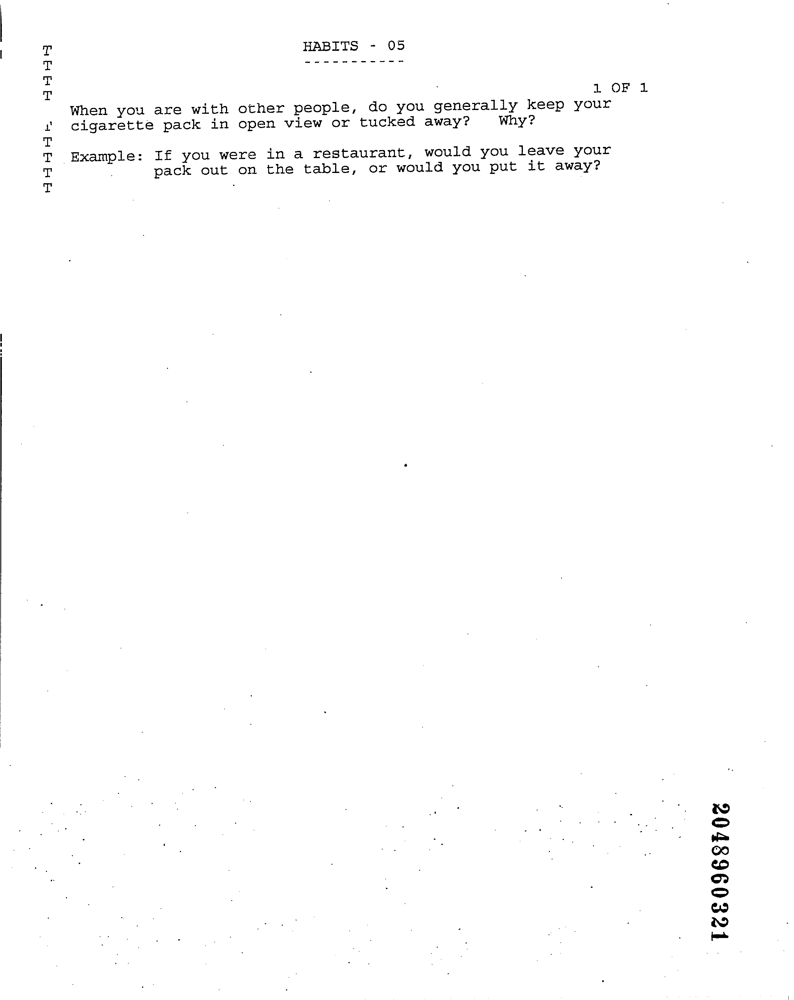 HABITS - 05
-----------
1 OF 1
T
T
T
T
T
T
T
T
T
When you are with other people, do you generally keep your
cigarette pack in open view or tucked away? Why?
Example: If you were in a restaurant, would you leave your
pack out on the table, or would you put it away?
2048960321